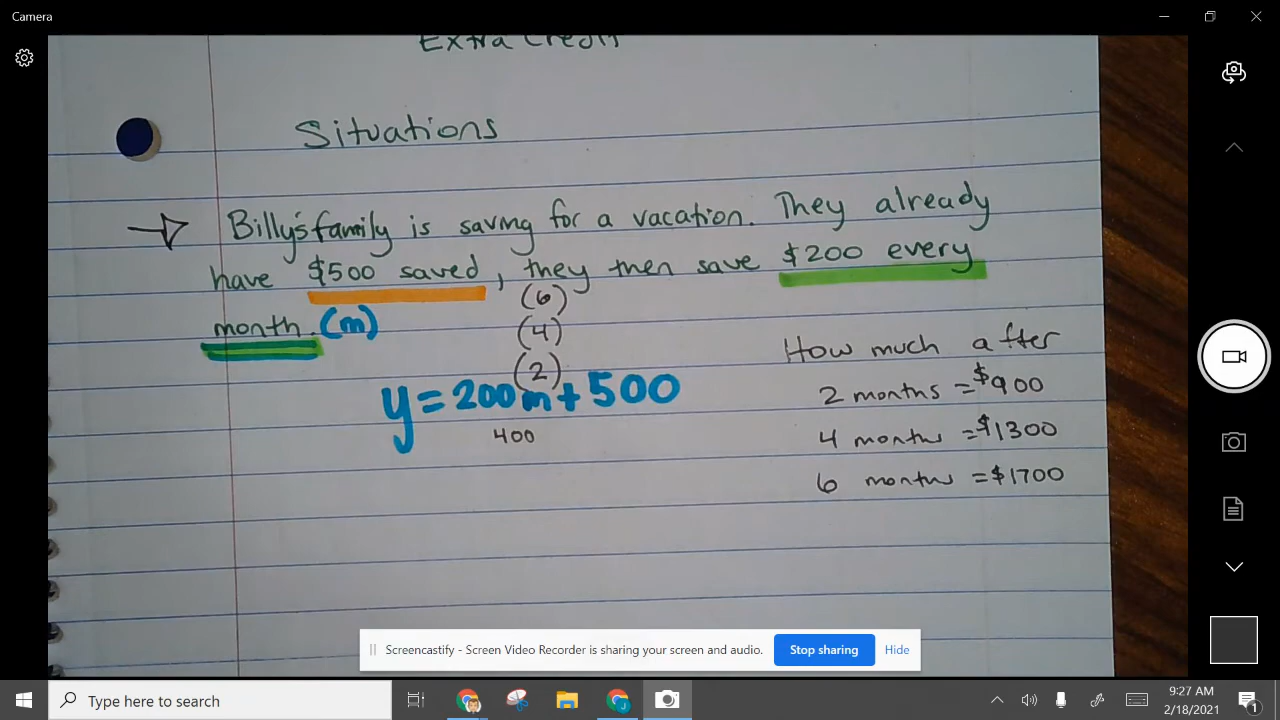 Camera
Extra Credit
Situations
Billy's family is saving for a vacation. They already
have $500 saved, they then save $200 every
month. (m)
(6)
(4)
(2)
y = 200m + 500
400
How much after
2 months = $900
4 months = $1300
6 months = $1700
Screencastify - Screen Video Recorder is sharing your screen and audio.
Stop sharing
Hide
Type here to search
9:27 AM
2/18/2021
1